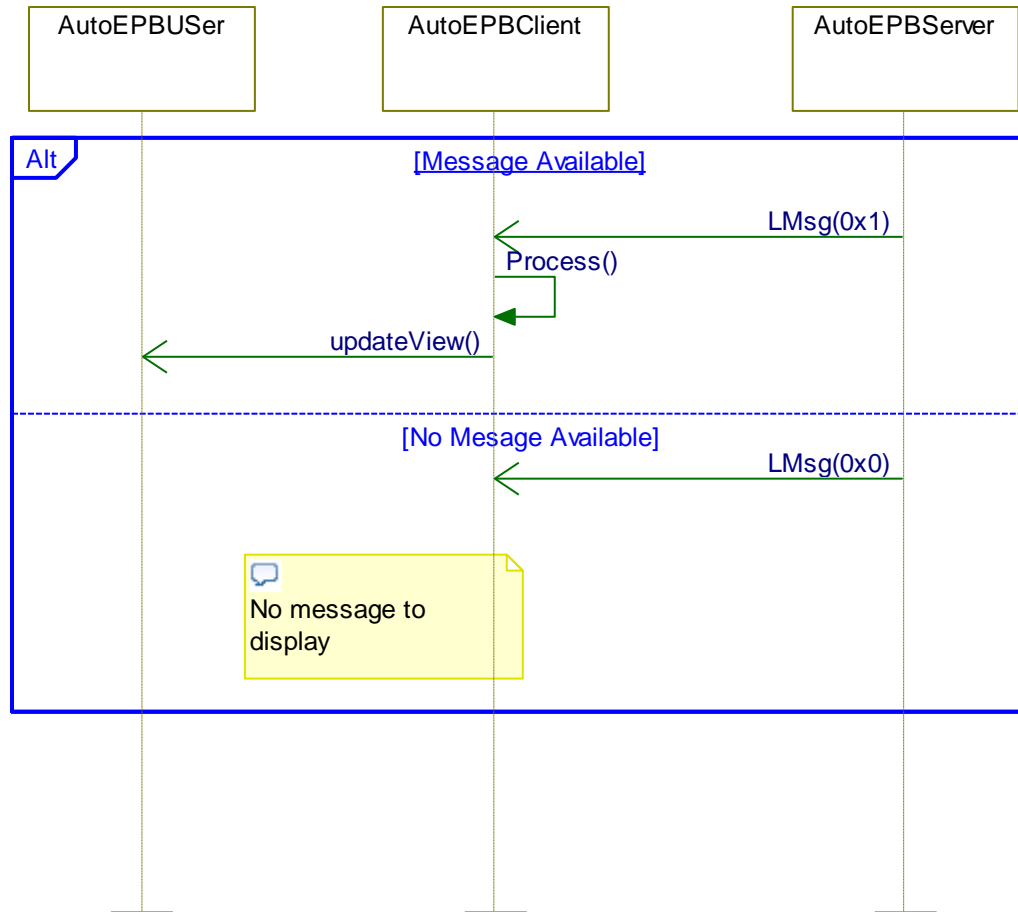 AutoEPBUSer
AutoEPBClient
AutoEPBServer
Alt
[Message Available]
LMsg(0x1)
Process()
updateView()
[No Mesage Available]
LMsg(0x0)
No message to
display